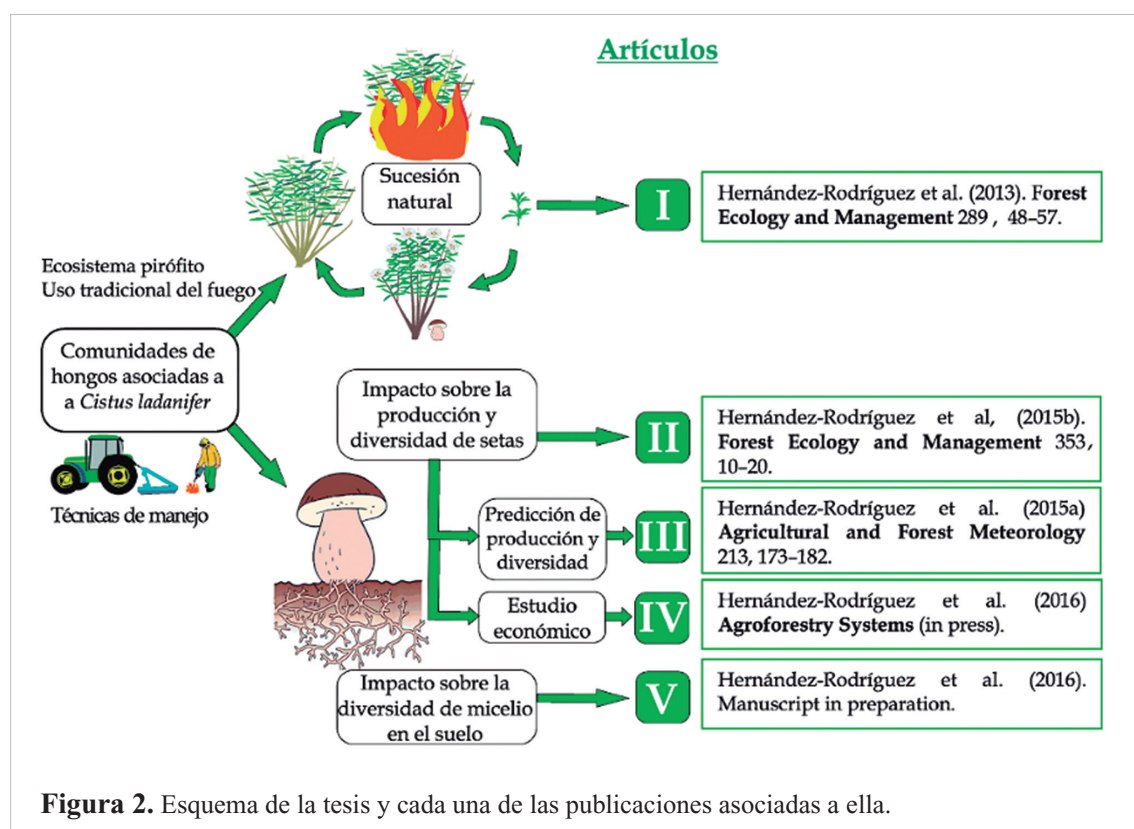 Artículos
Sucesión
natural
I
Hernández-Rodríguez et al. (2013). Forest
Ecology and Management 289 , 48–57.
Ecosistema pirófito
Uso tradicional del fuego
Comunidades de
hongos asociadas a
a Cistus ladanifer
Técnicas de manejo
Impacto sobre la
producción y
diversidad de setas
II
Hernández-Rodríguez et al, (2015b).
Forest Ecology and Management 353,
10–20.
Predicción de
producción y
diversidad
III
Hernández-Rodríguez et al. (2015a)
Agricultural and Forest Meteorology
213, 173–182.
Estudio
económico
IV
Hernández-Rodríguez et al. (2016)
Agroforestry Systems (in press).
Impacto sobre la
diversidad de micelio
en el suelo
V
Hernández-Rodríguez et al. (2016).
Manuscript in preparation.
Figura 2. Esquema de la tesis y cada una de las publicaciones asociadas a ella.